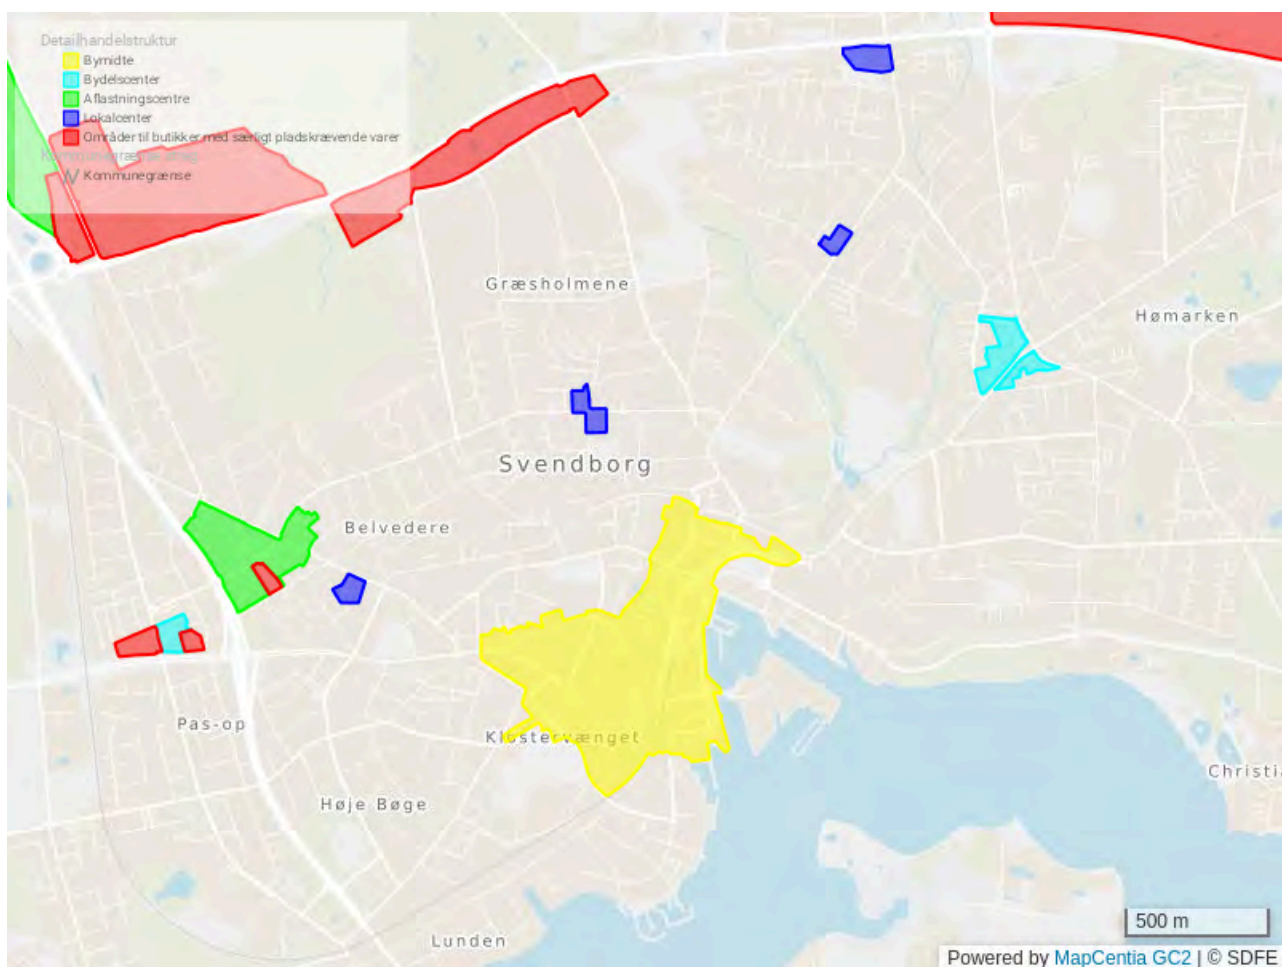 Detailhandelstruktur
Bymidte
Bydelscenter
Aflastningscentre
Lokalcenter
Områder til butikker med særligt pladskrævende varer
Kommunegrænse
Græsholmene
Hømarken
Svendborg
Belvedere
Pas-op
Klostervænget
Christia
Høje Bøge
Lunden
500 m
Powered by MapCentia GC2 | © SDFE